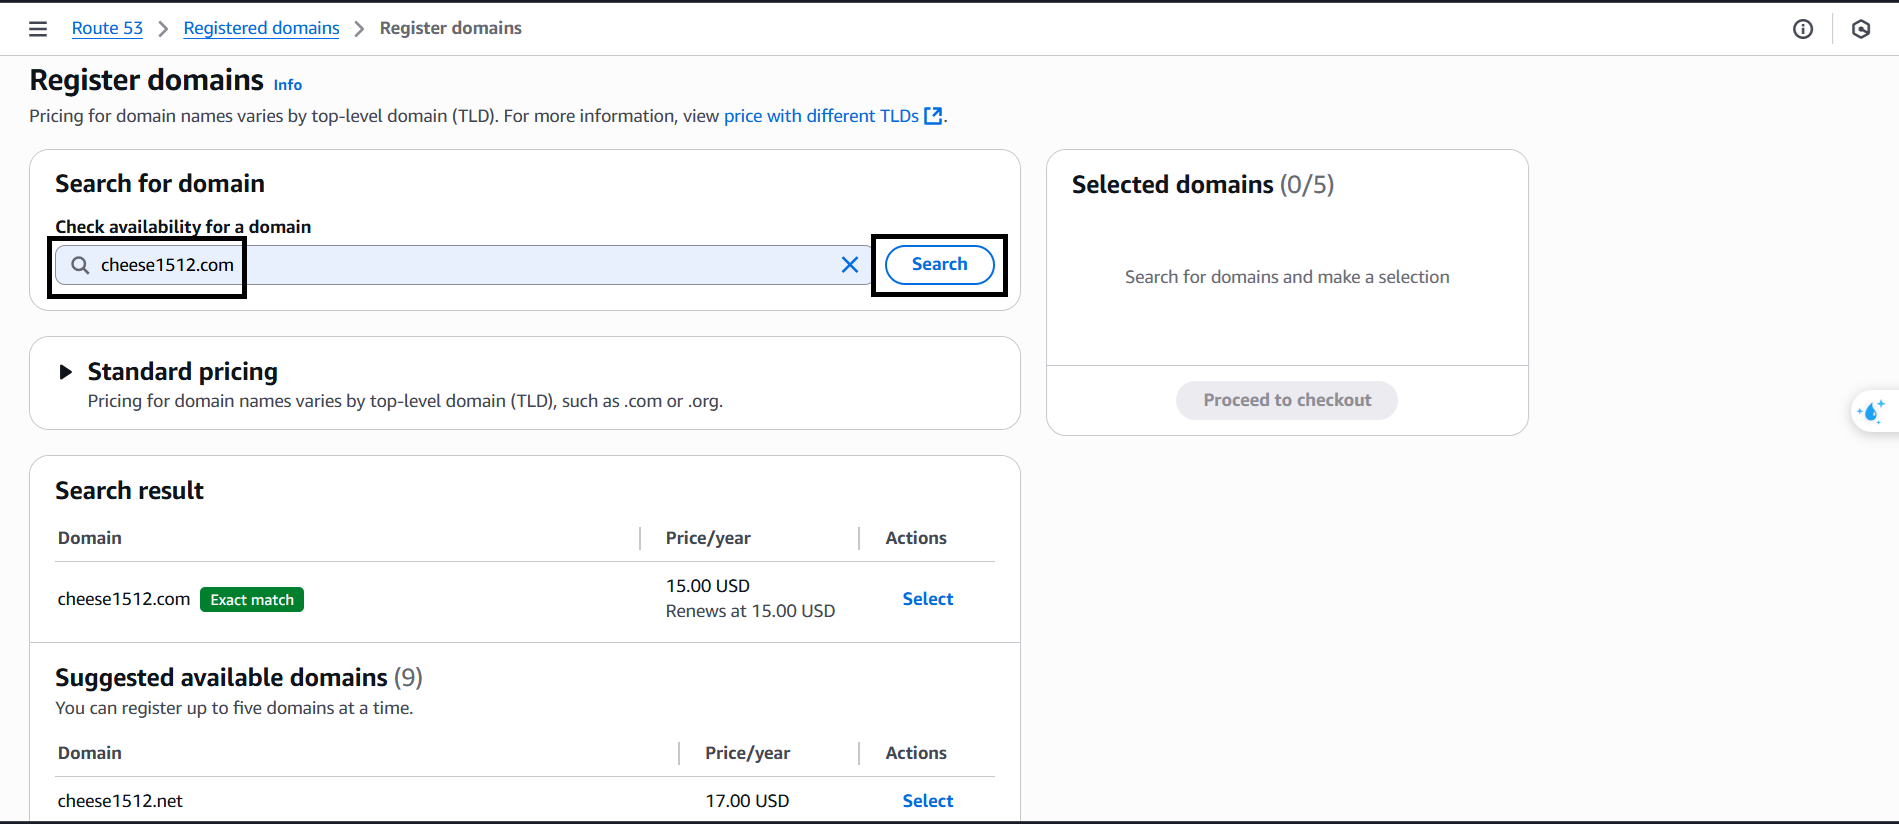 Route 53 > Registered domains > Register domains
Register domains Info
Pricing for domain names varies by top-level domain (TLD). For more information, view price with different TLDs.
Search for domain
Check availability for a domain
cheese1512.com
Search
Selected domains (0/5)
Search for domains and make a selection
Proceed to checkout
Standard pricing
Pricing for domain names varies by top-level domain (TLD), such as .com or .org.
Search result
Domain Price/year Actions
cheese1512.com Exact match 15.00 USD Select
Renews at 15.00 USD
Suggested available domains (9)
You can register up to five domains at a time.
Domain Price/year Actions
cheese1512.net 17.00 USD Select